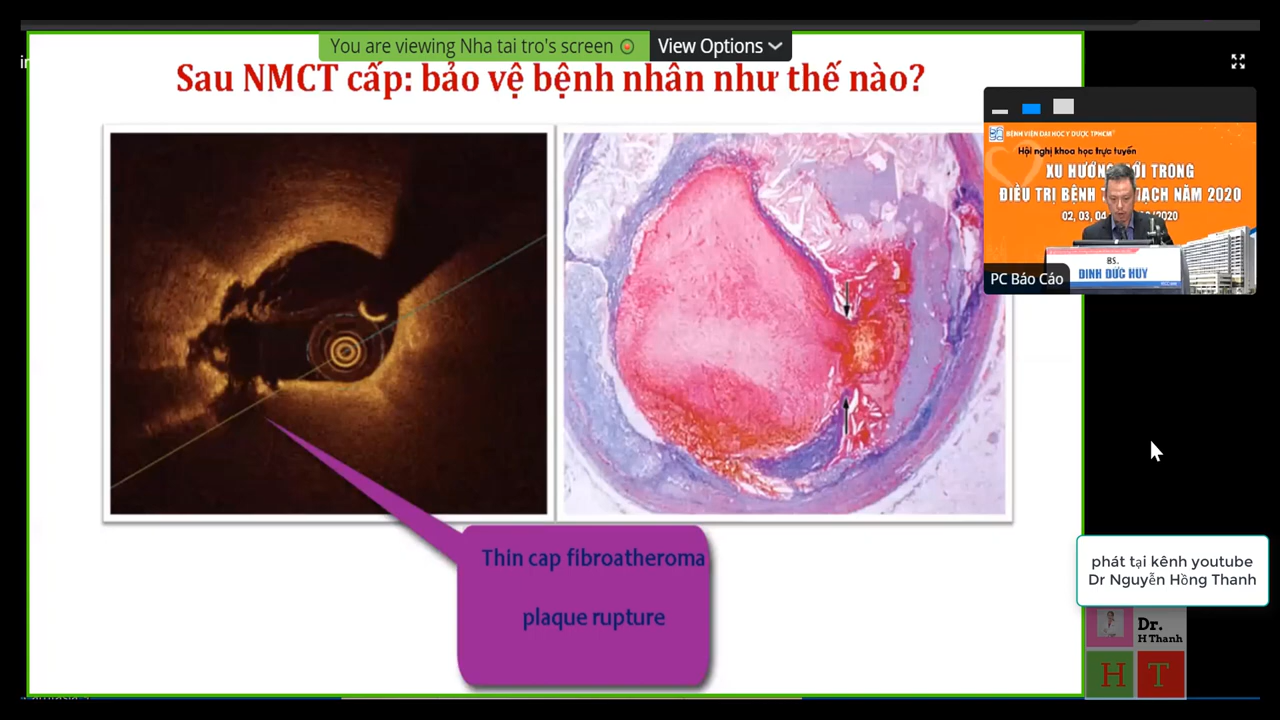 You are viewing Nha tai tro's screen
View Options
Sau NMCT cấp: bảo vệ bệnh nhân như thế nào?
BỆNH VIỆN ĐẠI HỌC Y DƯỢC TPHCM
Hội nghị khoa học trực tuyến
XU HƯỚNG TRONG
ĐIỀU TRỊ BỆNH MẠCH NĂM 2020
02, 03, /2020
BS.
ĐINH ĐỨC HUY
PC Báo Cáo
Thin cap fibroatheroma
plaque rupture
phát tại kênh youtube
Dr Nguyễn Hồng Thanh
Dr.
H Thanh
H T